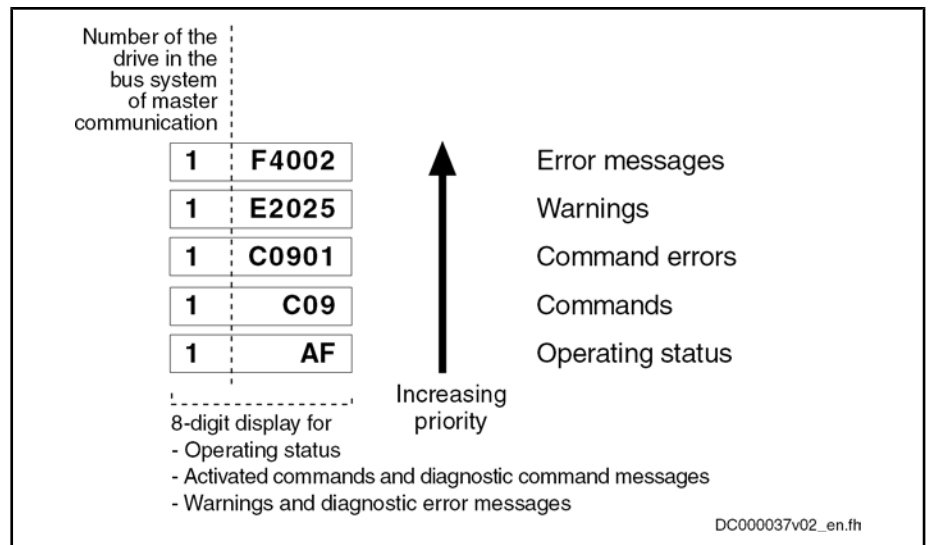 Number of the
drive in the
bus system
of master
communication
1 F4002 Error messages
1 E2025 Warnings
1 C0901 Command errors
1 C09 Commands
1 AF Operating status
Increasing
priority
8-digit display for
- Operating status
- Activated commands and diagnostic command messages
- Warnings and diagnostic error messages
DC000037v02_en.fh